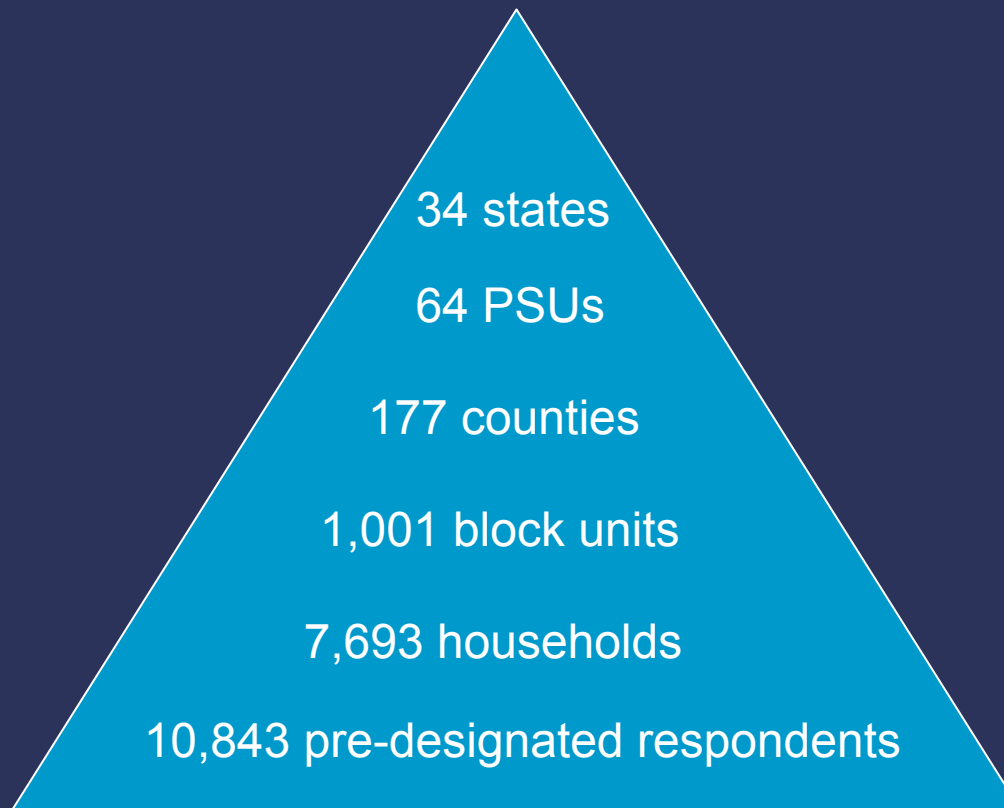 34 states
64 PSUs
177 counties
1,001 block units
7,693 households
10,843 pre-designated respondents